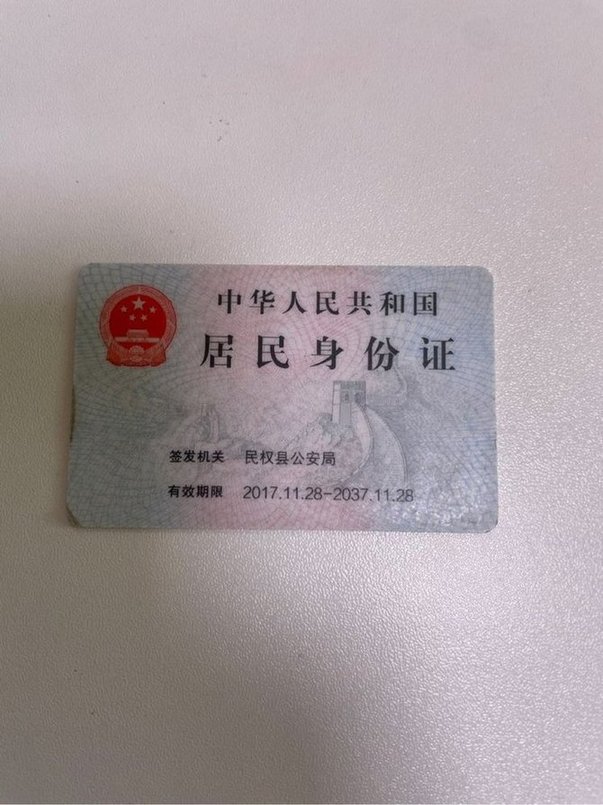 中华人民共和国
居民身份证
签发机关 民权县公安局
有效期限 2017.11.28-2037.11.28